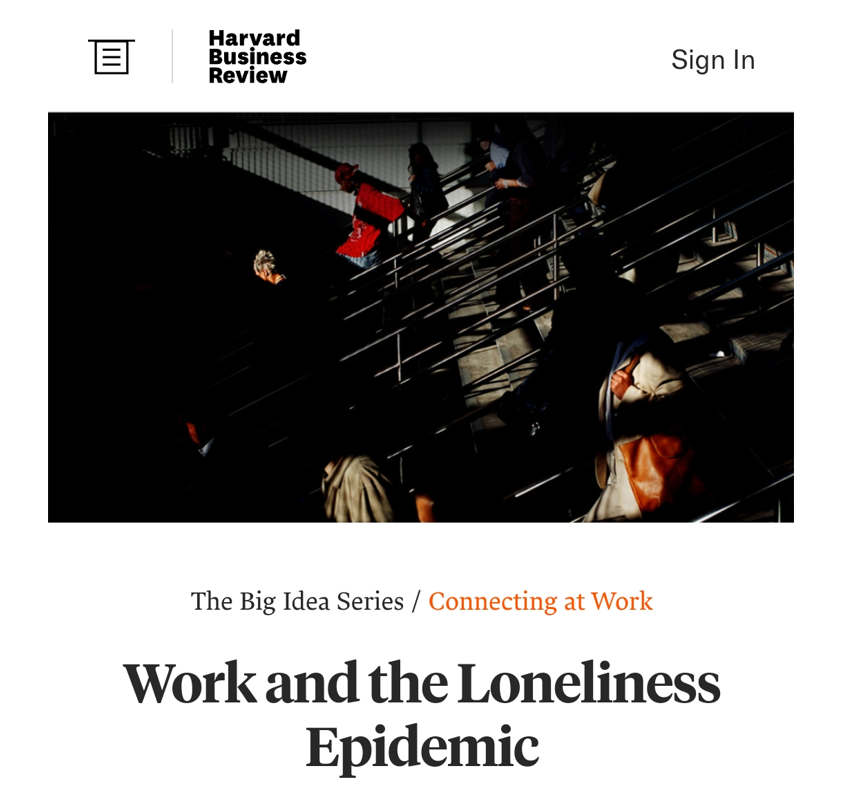 Harvard
Business
Review
Sign In
The Big Idea Series / Connecting at Work
Work and the Loneliness
Epidemic